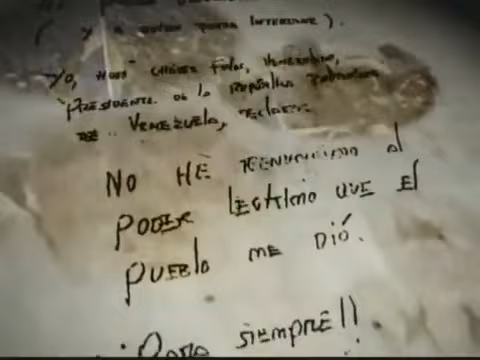 ( y a quien pueda interesar ).
Yo, Hugo Chávez Frías, Venezolano,
Presidente de la República Bolivariana
de Venezuela, declaro:
NO HE RENUNCIADO al
PODER LEGÍTIMO QUE El
PUEBlo ME DIÓ.
¡Para SIEMPRE!!